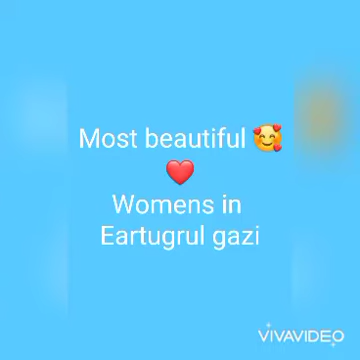 Most beautiful 🥰
❤️
Womens in
Eartugrul gazi
VIVAVIDEO